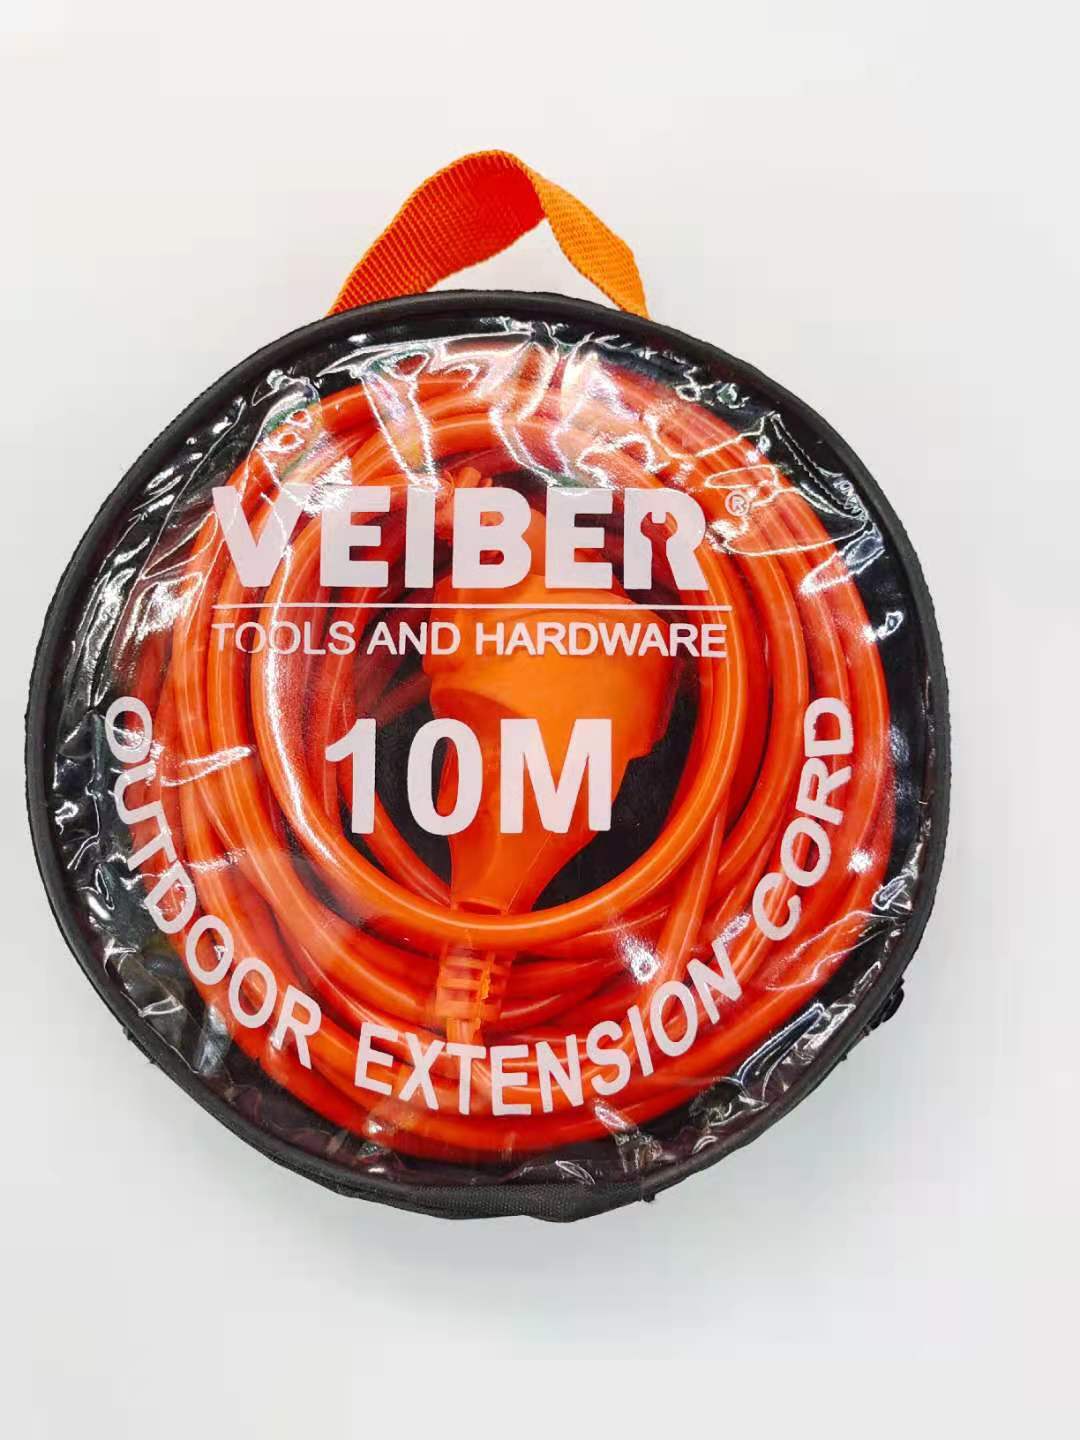 VEIBER®
TOOLS AND HARDWARE
10M
OUTDOOR EXTENSION CORD